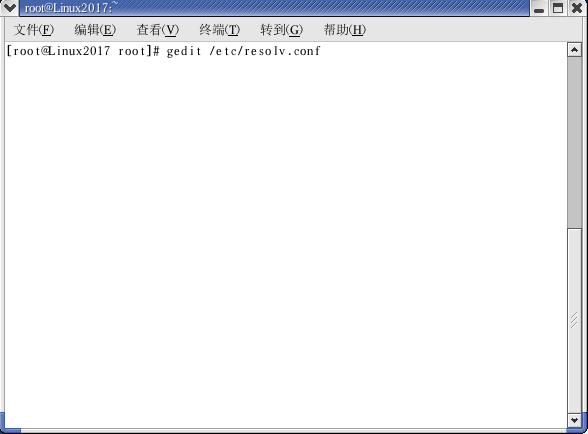 root@Linux2017:~
文件(F) 编辑(E) 查看(V) 终端(T) 转到(G) 帮助(H)
[root@Linux2017 root]# gedit /etc/resolv.conf